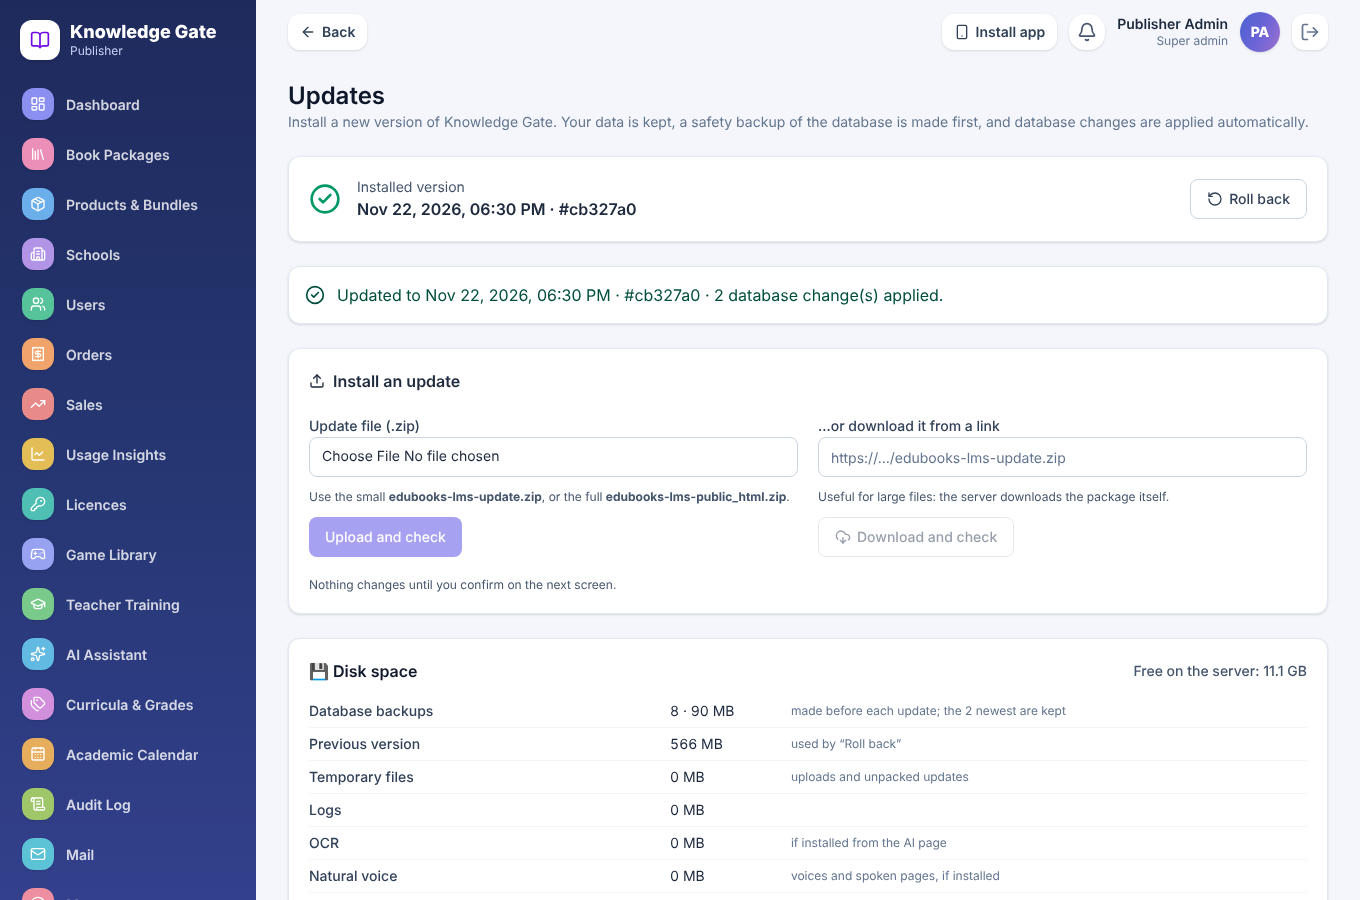 Knowledge Gate
Publisher
Dashboard
Book Packages
Products & Bundles
Schools
Users
Orders
Sales
Usage Insights
Licences
Game Library
Teacher Training
AI Assistant
Curricula & Grades
Academic Calendar
Audit Log
Mail
Back
Install app
Publisher Admin
Super admin
PA
Updates
Install a new version of Knowledge Gate. Your data is kept, a safety backup of the database is made first, and database changes are applied automatically.
Installed version
Nov 22, 2026, 06:30 PM · #cb327a0
Roll back
Updated to Nov 22, 2026, 06:30 PM · #cb327a0 · 2 database change(s) applied.
Install an update
Update file (.zip)
Choose File No file chosen
Use the small edubooks-lms-update.zip, or the full edubooks-lms-public_html.zip.
Upload and check
...or download it from a link
https://.../edubooks-lms-update.zip
Useful for large files: the server downloads the package itself.
Download and check
Nothing changes until you confirm on the next screen.
💾 Disk space
Free on the server: 11.1 GB
Database backups 8 · 90 MB made before each update; the 2 newest are kept
Previous version 566 MB used by “Roll back”
Temporary files 0 MB uploads and unpacked updates
Logs 0 MB
OCR 0 MB if installed from the AI page
Natural voice 0 MB voices and spoken pages, if installed